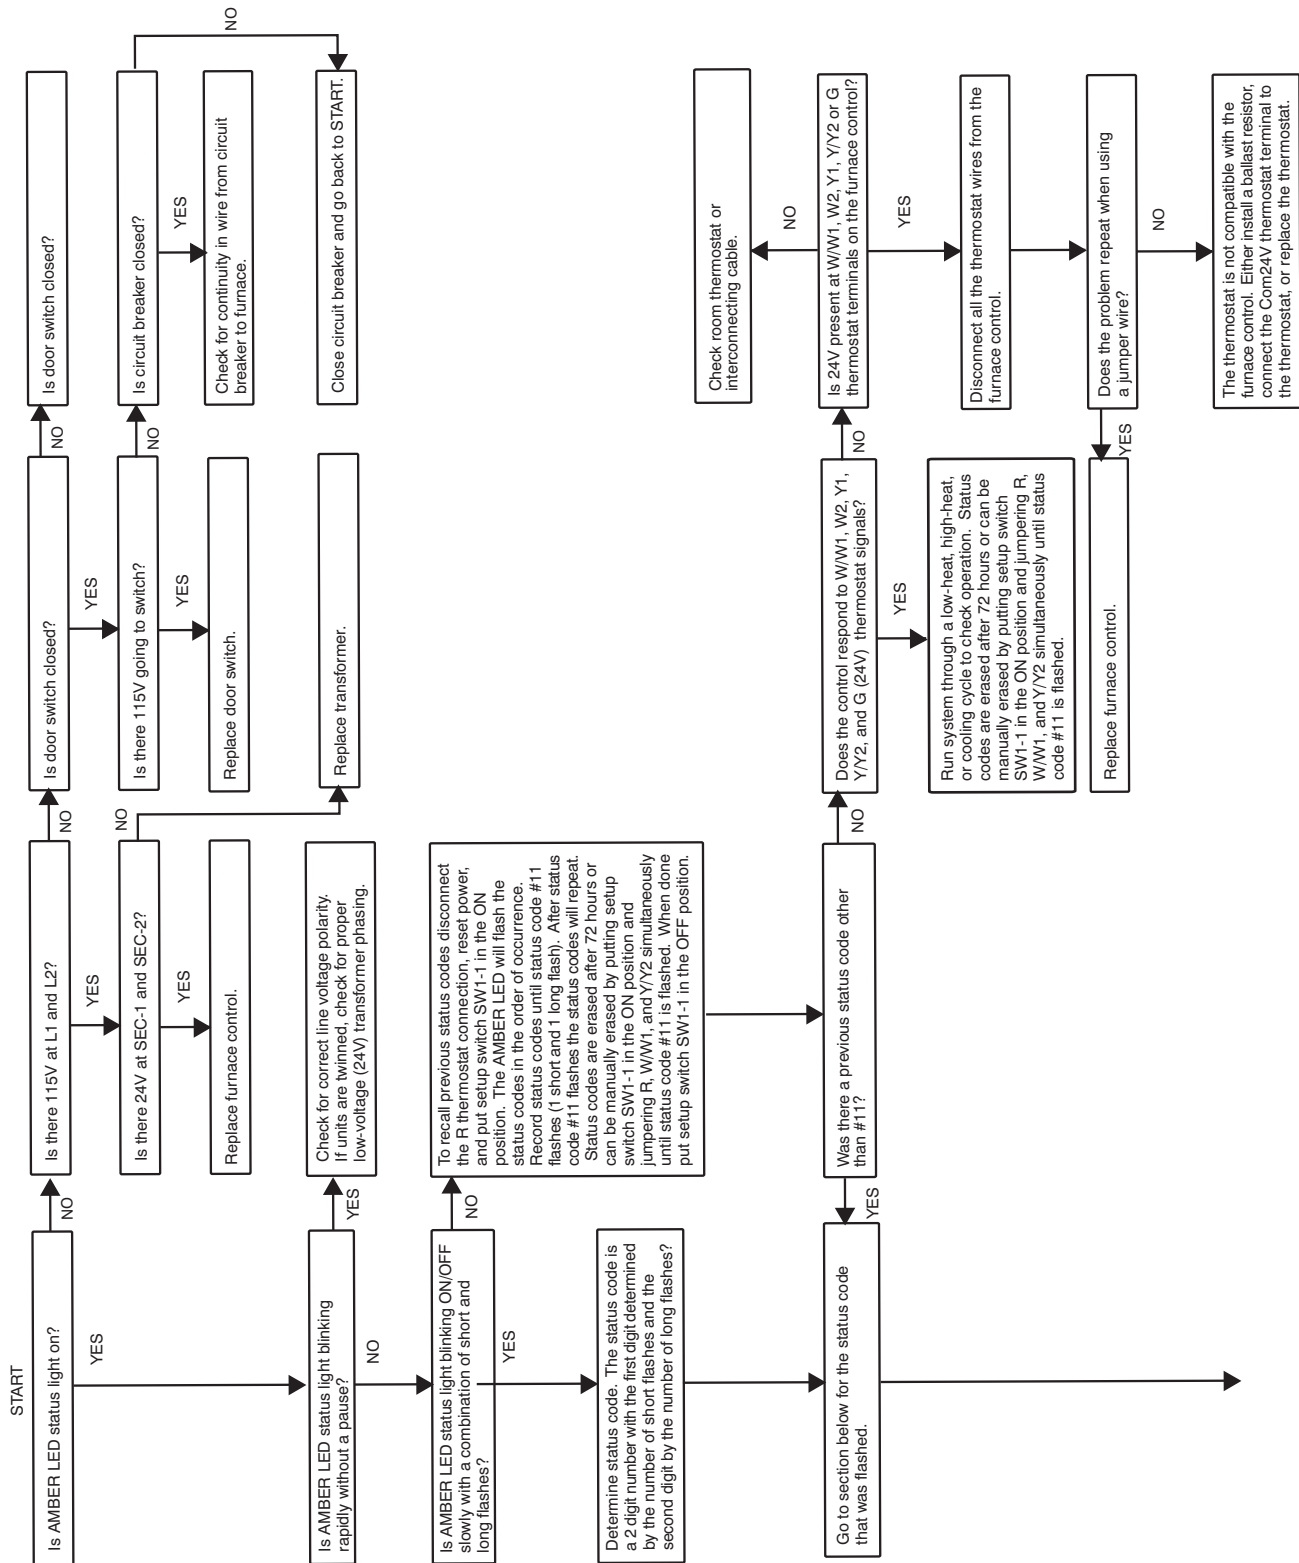 START
Is AMBER LED status light on?
NO
YES
Is there 115V at L1 and L2?
NO
YES
Is door switch closed?
NO
YES
Is door switch closed?
Is there 24V at SEC-1 and SEC-2?
NO
YES
Is there 115V going to switch?
NO
YES
Is circuit breaker closed?
NO
YES
Replace furnace control.
Replace door switch.
Check for continuity in wire from circuit
breaker to furnace.
Replace transformer.
Close circuit breaker and go back to START.
Is AMBER LED status light blinking
rapidly without a pause?
YES
NO
Check for correct line voltage polarity.
If units are twinned, check for proper
low-voltage (24V) transformer phasing.
Is AMBER LED status light blinking ON/OFF
slowly with a combination of short and
long flashes?
NO
YES
To recall previous status codes disconnect
the R thermostat connection, reset power,
and put setup switch SW1-1 in the ON
position. The AMBER LED will flash the
status codes in the order of occurrence.
Record status codes until status code #11
flashes (1 short and 1 long flash). After status
code #11 flashes the status codes will repeat.
Status codes are erased after 72 hours or
can be manually erased by putting setup
switch SW1-1 in the ON position and
jumpering R, W/W1, and Y/Y2 simultaneously
until status code #11 is flashed. When done
put setup switch SW1-1 in the OFF position.
Determine status code. The status code is
a 2 digit number with the first digit determined
by the number of short flashes and the
second digit by the number of long flashes?
Go to section below for the status code
that was flashed.
YES
Was there a previous status code other
than #11?
NO
Does the control respond to W/W1, W2, Y1,
Y/Y2, and G (24V) thermostat signals?
NO
YES
Run system through a low-heat, high-heat,
or cooling cycle to check operation. Status
codes are erased after 72 hours or can be
manually erased by putting setup switch
SW1-1 in the ON position and jumpering R,
W/W1, and Y/Y2 simultaneously until status
code #11 is flashed.
Check room thermostat or
interconnecting cable.
NO
Is 24V present at W/W1, W2, Y1, Y/Y2 or G
thermostat terminals on the furnace control?
YES
Disconnect all the thermostat wires from the
furnace control.
Does the problem repeat when using
a jumper wire?
YES
NO
Replace furnace control.
The thermostat is not compatible with the
furnace control. Either install a ballast resistor,
connect the Com24V thermostat terminal to
the thermostat, or replace the thermostat.